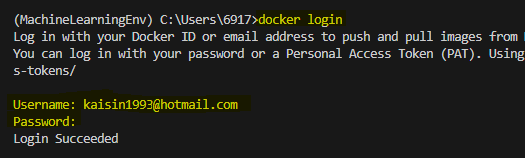 (MachineLearningEnv) C:\Users\6917>docker login
Log in with your Docker ID or email address to push and pull images from
You can log in with your password or a Personal Access Token (PAT). Using
s-tokens/
Username: kaisin1993@hotmail.com
Password:
Login Succeeded